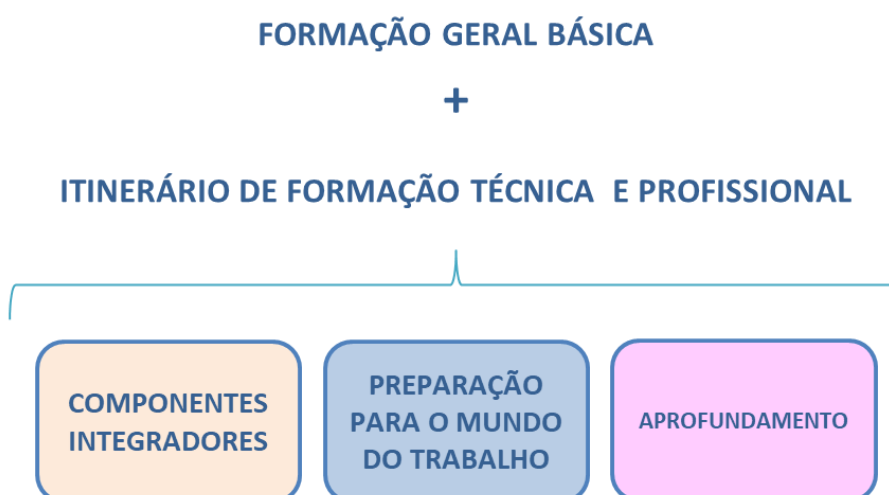 FORMAÇÃO GERAL BÁSICA
+
ITINERÁRIO DE FORMAÇÃO TÉCNICA E PROFISSIONAL
COMPONENTES
INTEGRADORES
PREPARAÇÃO
PARA O MUNDO
DO TRABALHO
APROFUNDAMENTO